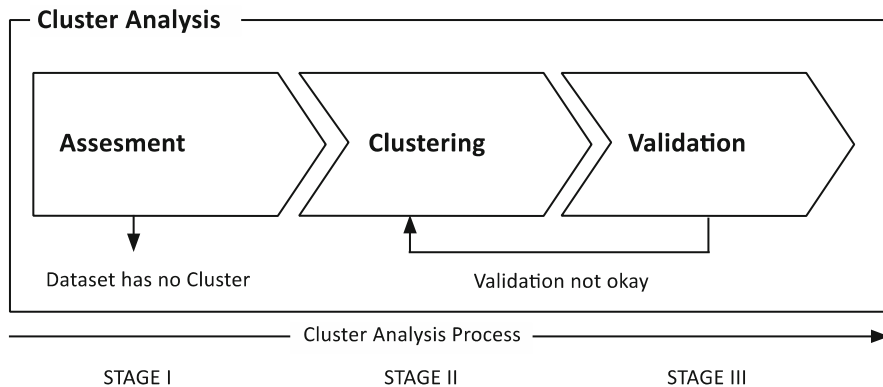 Cluster Analysis
Assesment
Clustering
Validation
Dataset has no Cluster
Validation not okay
Cluster Analysis Process
STAGE I
STAGE II
STAGE III